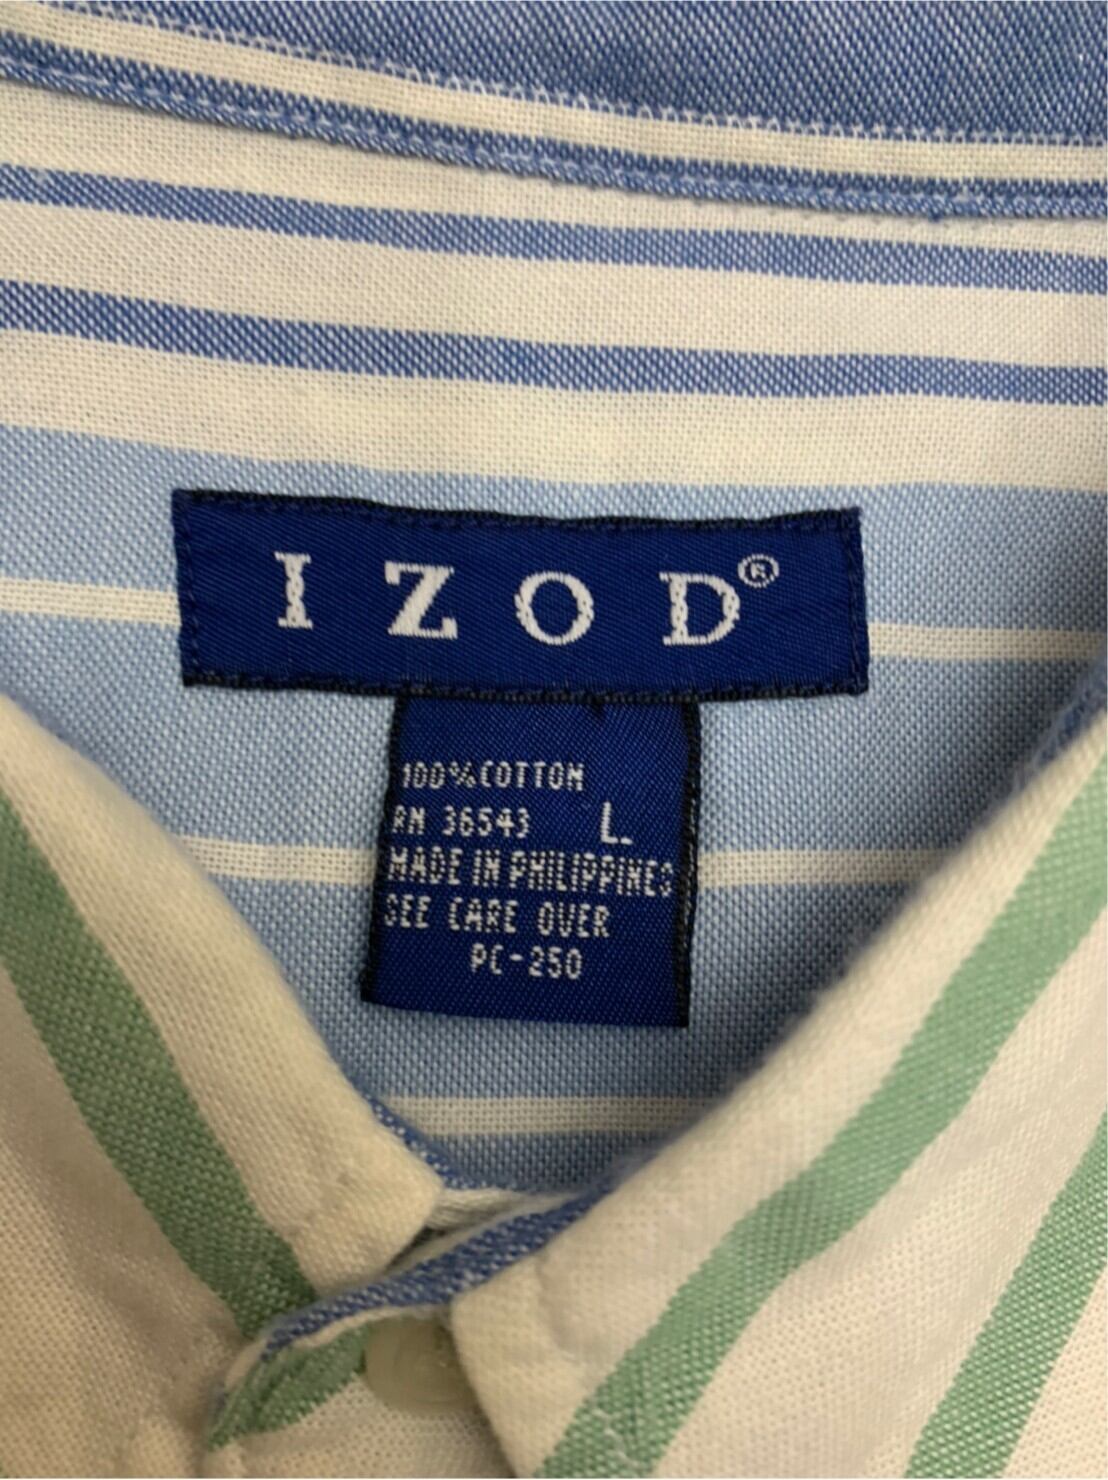 IZOD®
100% COTTON
RN 36543 L.
MADE IN PHILIPPINES
SEE CARE OVER
PC-250